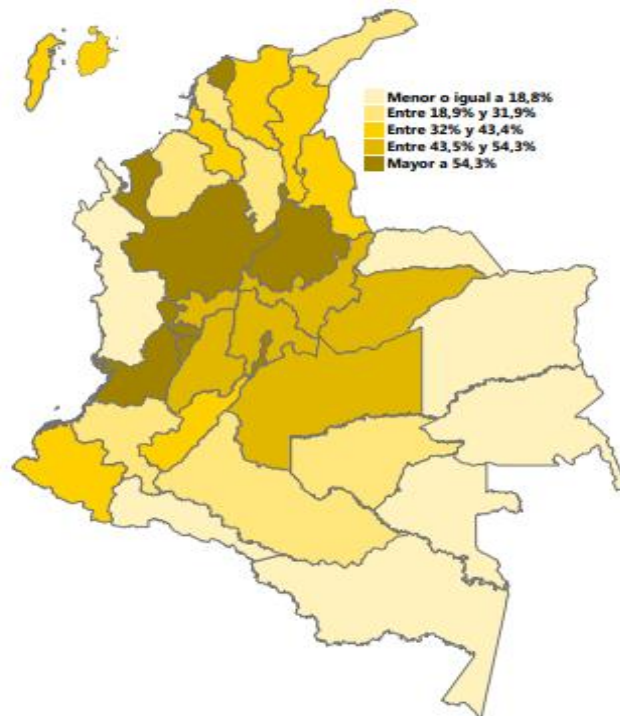 Menor o igual a 18,8%
Entre 18,9% y 31,9%
Entre 32% y 43,4%
Entre 43,5% y 54,3%
Mayor a 54,3%